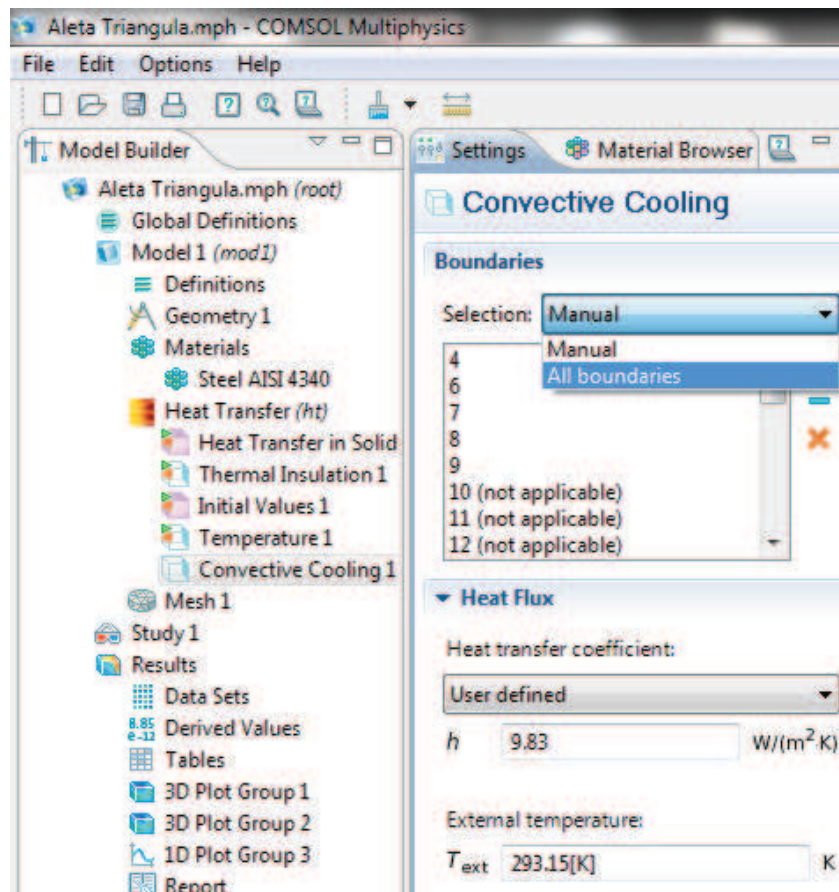 Aleta Triangula.mph - COMSOL Multiphysics
File Edit Options Help
Model Builder
Aleta Triangula.mph (root)
Global Definitions
Model 1 (mod1)
Definitions
Geometry 1
Materials
Steel AISI 4340
Heat Transfer (ht)
Heat Transfer in Solid
Thermal Insulation 1
Initial Values 1
Temperature 1
Convective Cooling 1
Mesh 1
Study 1
Results
Data Sets
8.85
e-12
Derived Values
Tables
3D Plot Group 1
3D Plot Group 2
1D Plot Group 3
Report
Settings Material Browser
Convective Cooling
Boundaries
Selection: Manual
Manual
All boundaries
4
6
7
8
9
10 (not applicable)
11 (not applicable)
12 (not applicable)
Heat Flux
Heat transfer coefficient:
User defined
h 9.83 W/(m²·K)
External temperature:
Text 293.15[K] K